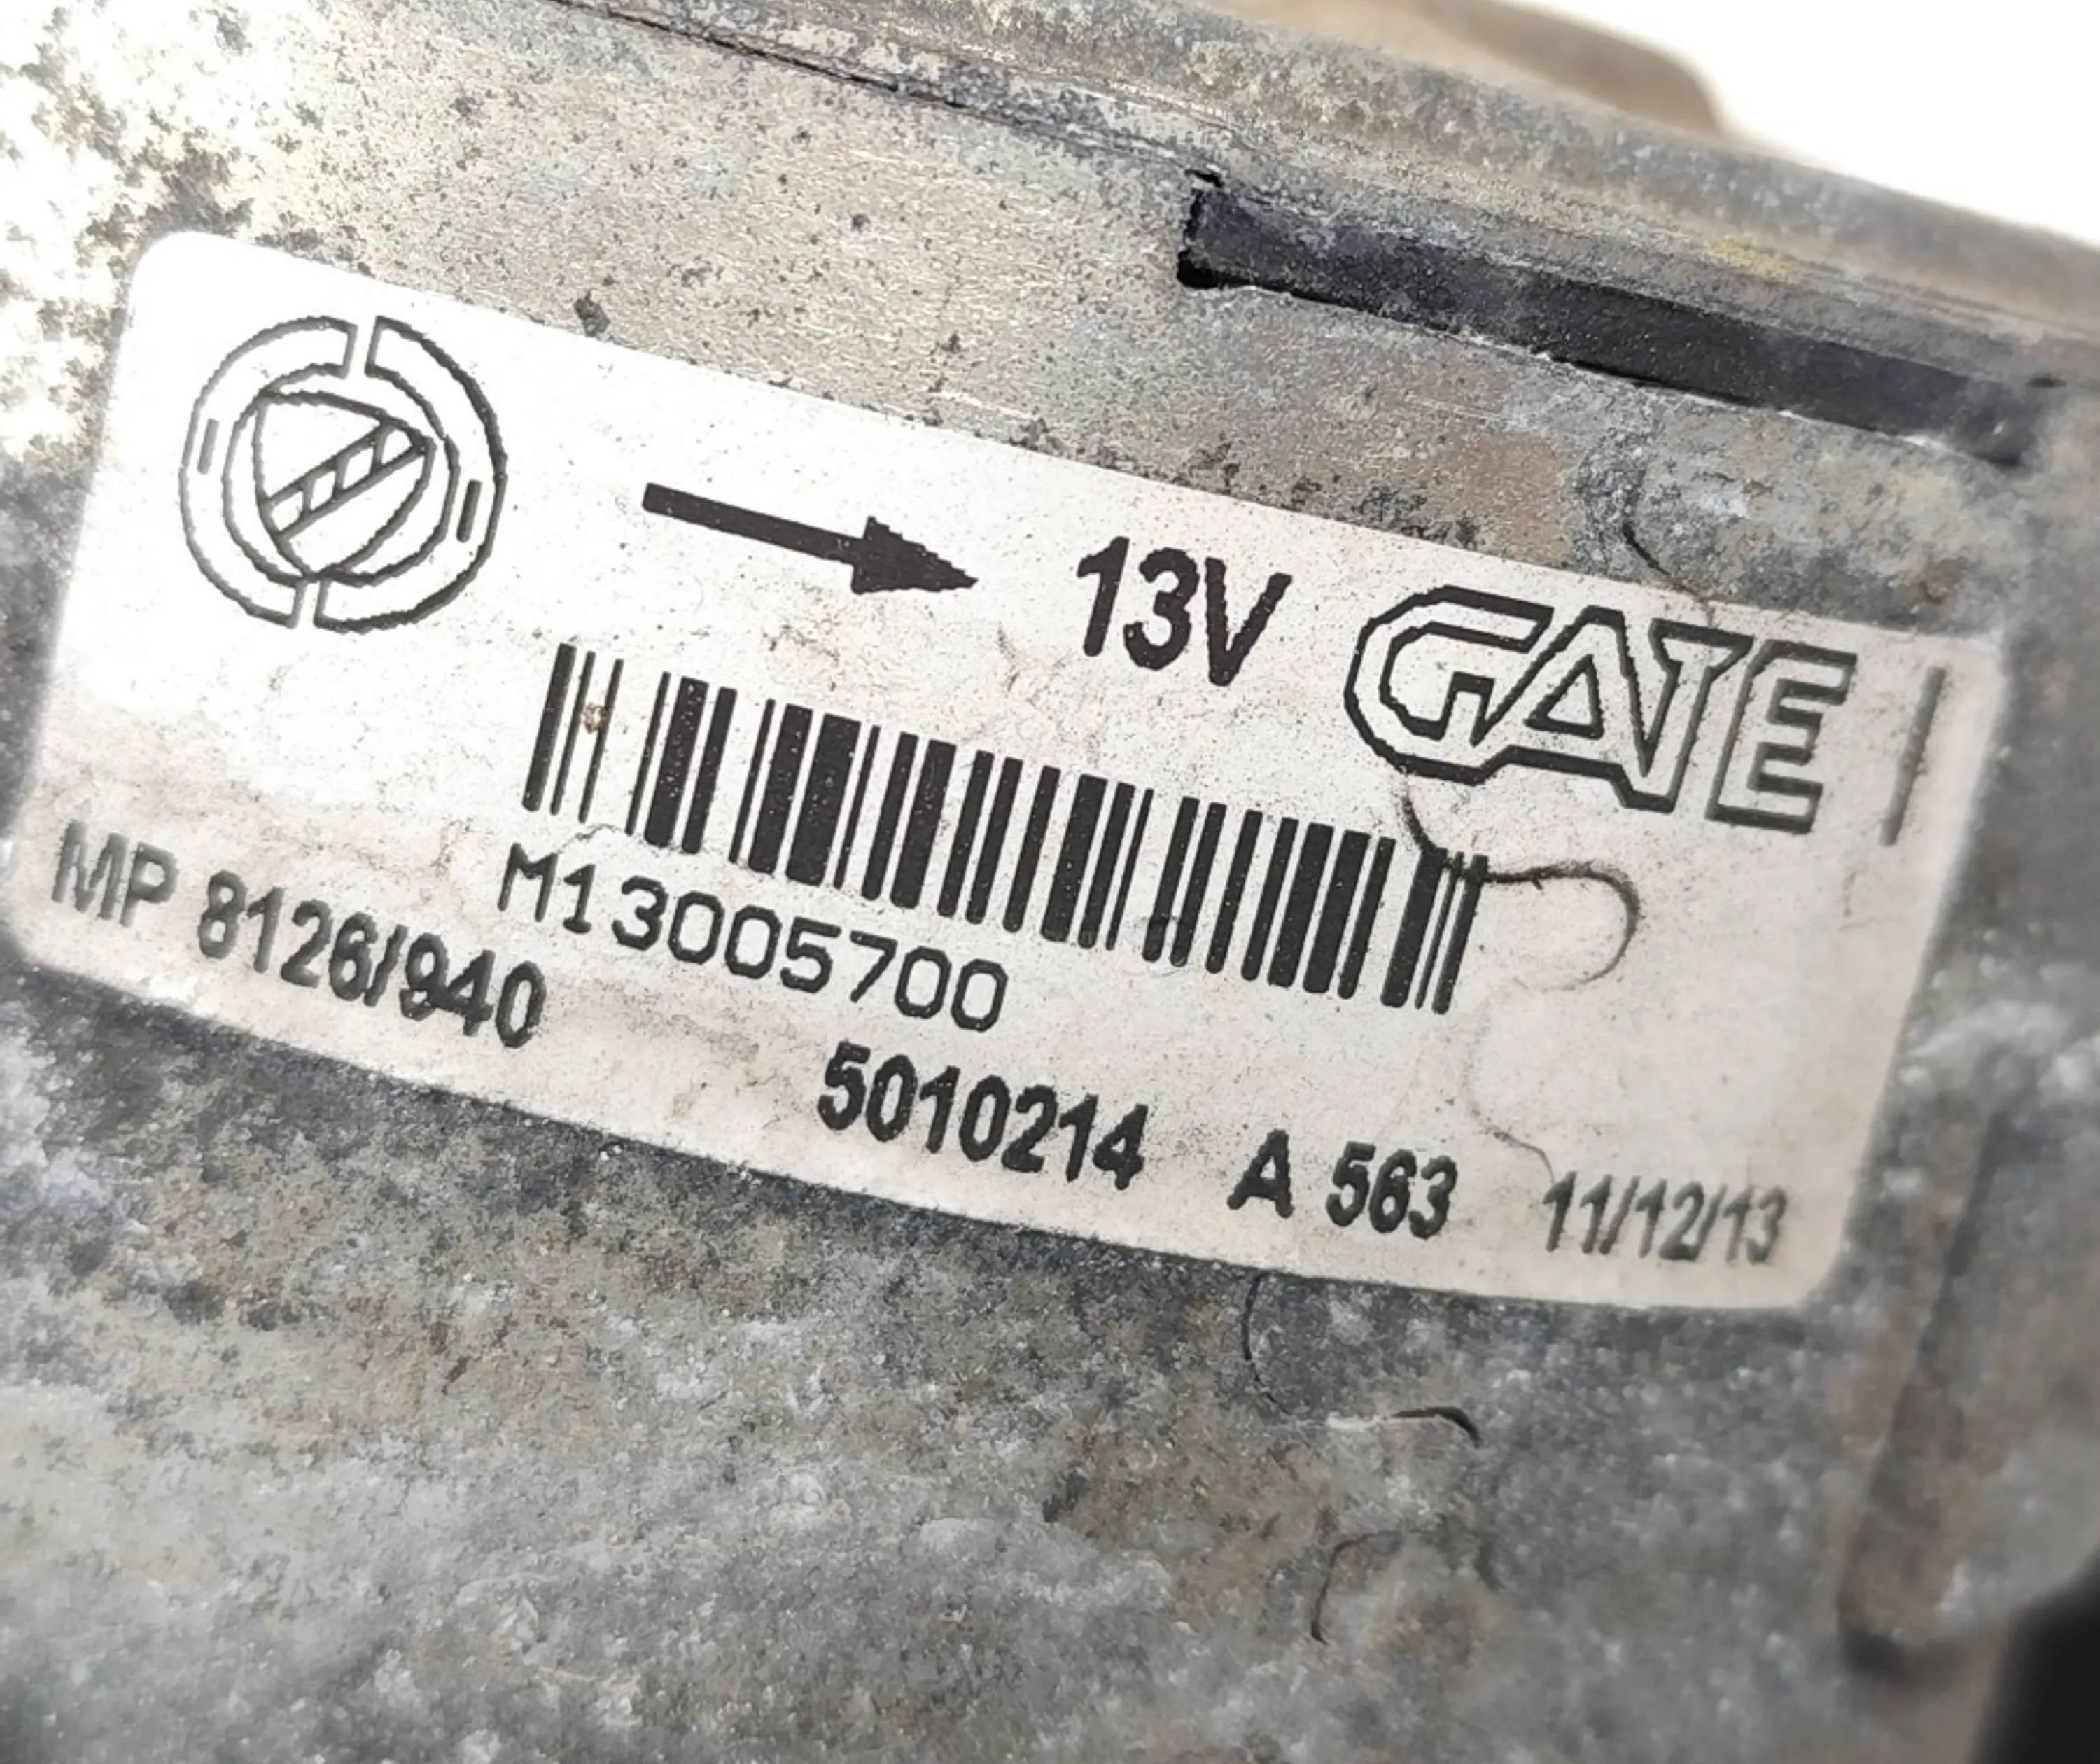 13V GATE
M13005700
MP 8126/940
5010214 A 563 11/12/13